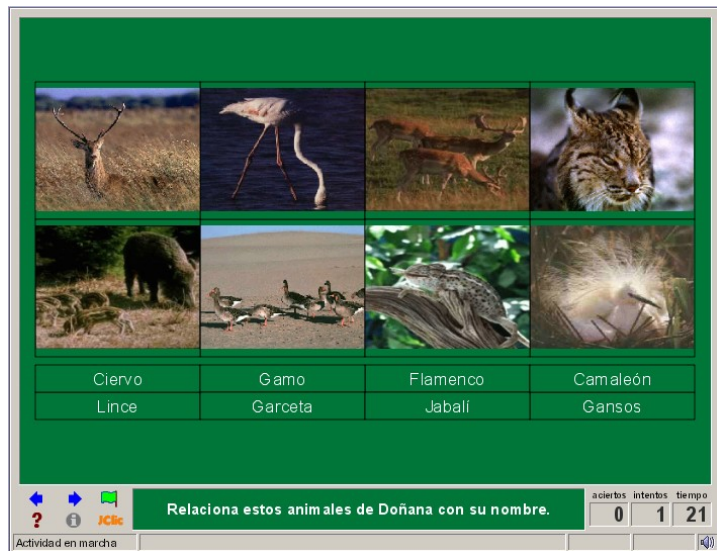 Ciervo Gamo Flamenco Camaleón
Lince Garceta Jabalí Gansos
Relaciona estos animales de Doñana con su nombre.
aciertos intentos tiempo
0 1 21
? i JClic
Actividad en marcha